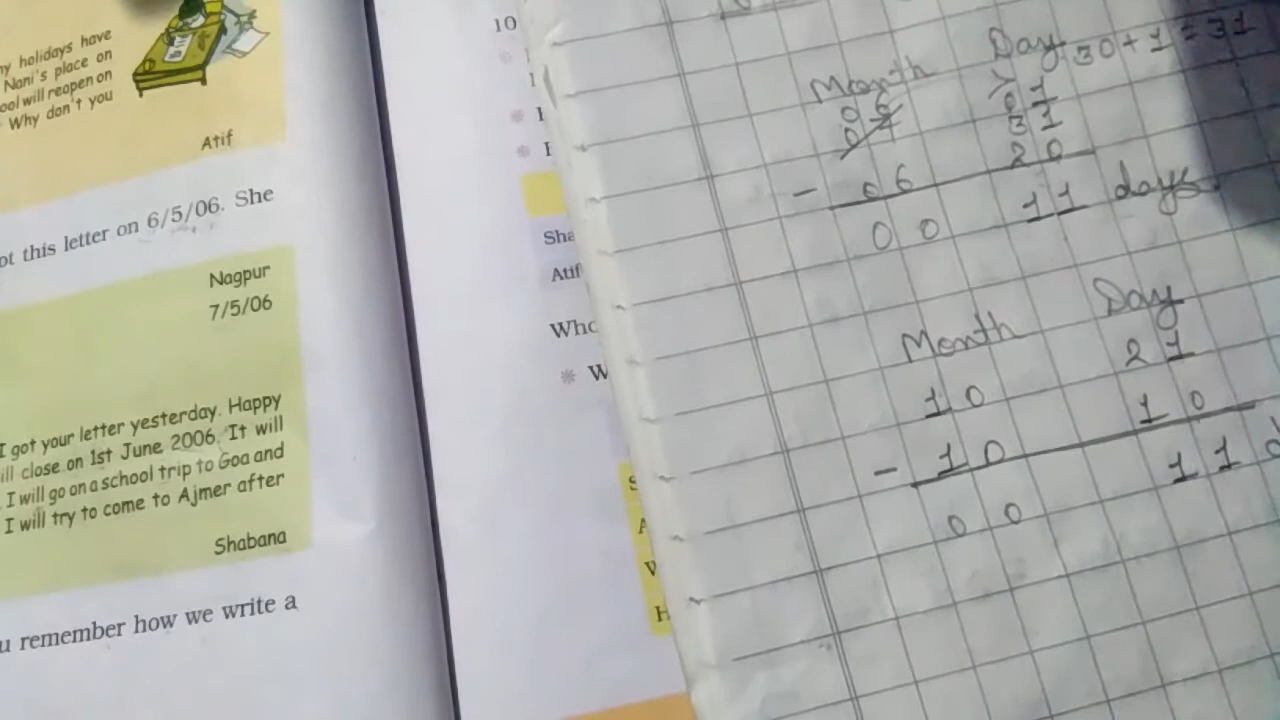 ny holidays have
Nani's place on
ool will reopen on
Why don't you
Atif
ot this letter on 6/5/06. She
Nagpur
7/5/06
I got your letter yesterday. Happy
ill close on 1st June 2006. It will
I will go on a school trip to Goa and
I will try to come to Ajmer after
Shabana
u remember how we write a
10
Sha
Atif
Who
W
Month Day 30+1=31
06 01
07 31
- 06 20
00 11 days
Month Day
10 21
- 10 10
00 11 d